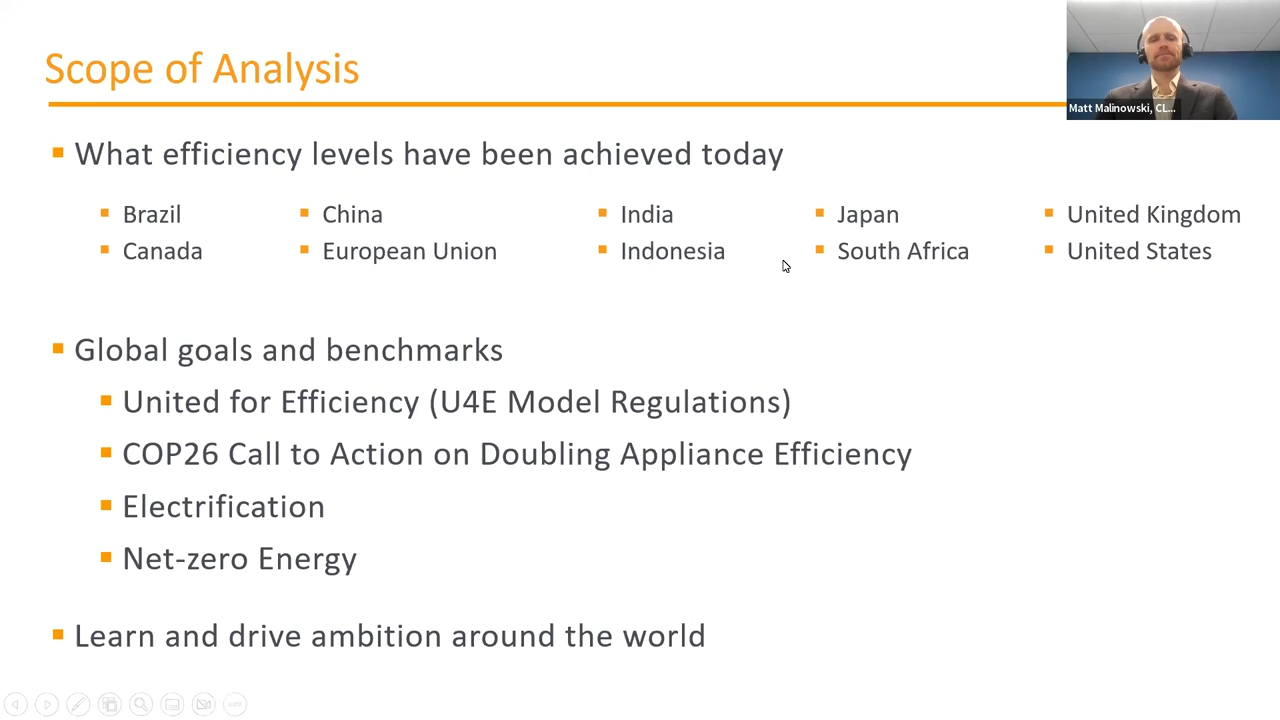 Scope of Analysis
Matt Malinowski, CL...
What efficiency levels have been achieved today
Brazil
Canada
China
European Union
India
Indonesia
Japan
South Africa
United Kingdom
United States
Global goals and benchmarks
United for Efficiency (U4E Model Regulations)
COP26 Call to Action on Doubling Appliance Efficiency
Electrification
Net-zero Energy
Learn and drive ambition around the world